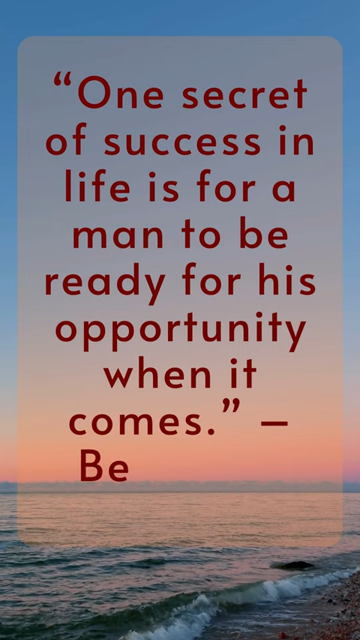 “One secret
of success in
life is for a
man to be
ready for his
opportunity
when it
comes.” –
Be